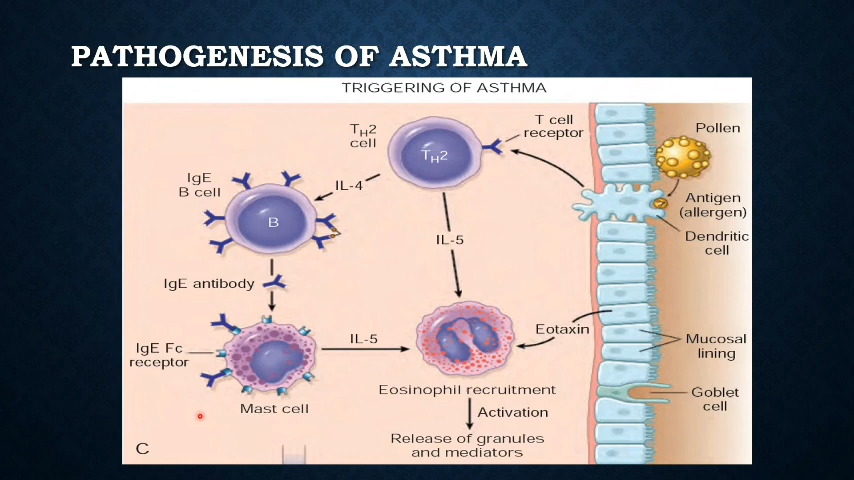 PATHOGENESIS OF ASTHMA
TRIGGERING OF ASTHMA
TH2
cell
TH2
T cell
receptor
Pollen
IgE
B cell
IL-4
B
Antigen
(allergen)
Dendritic
cell
IL-5
IgE antibody
Eotaxin
IgE Fc
receptor
IL-5
Mucosal
lining
Mast cell
Eosinophil recruitment
Goblet
cell
Activation
Release of granules
and mediators
C